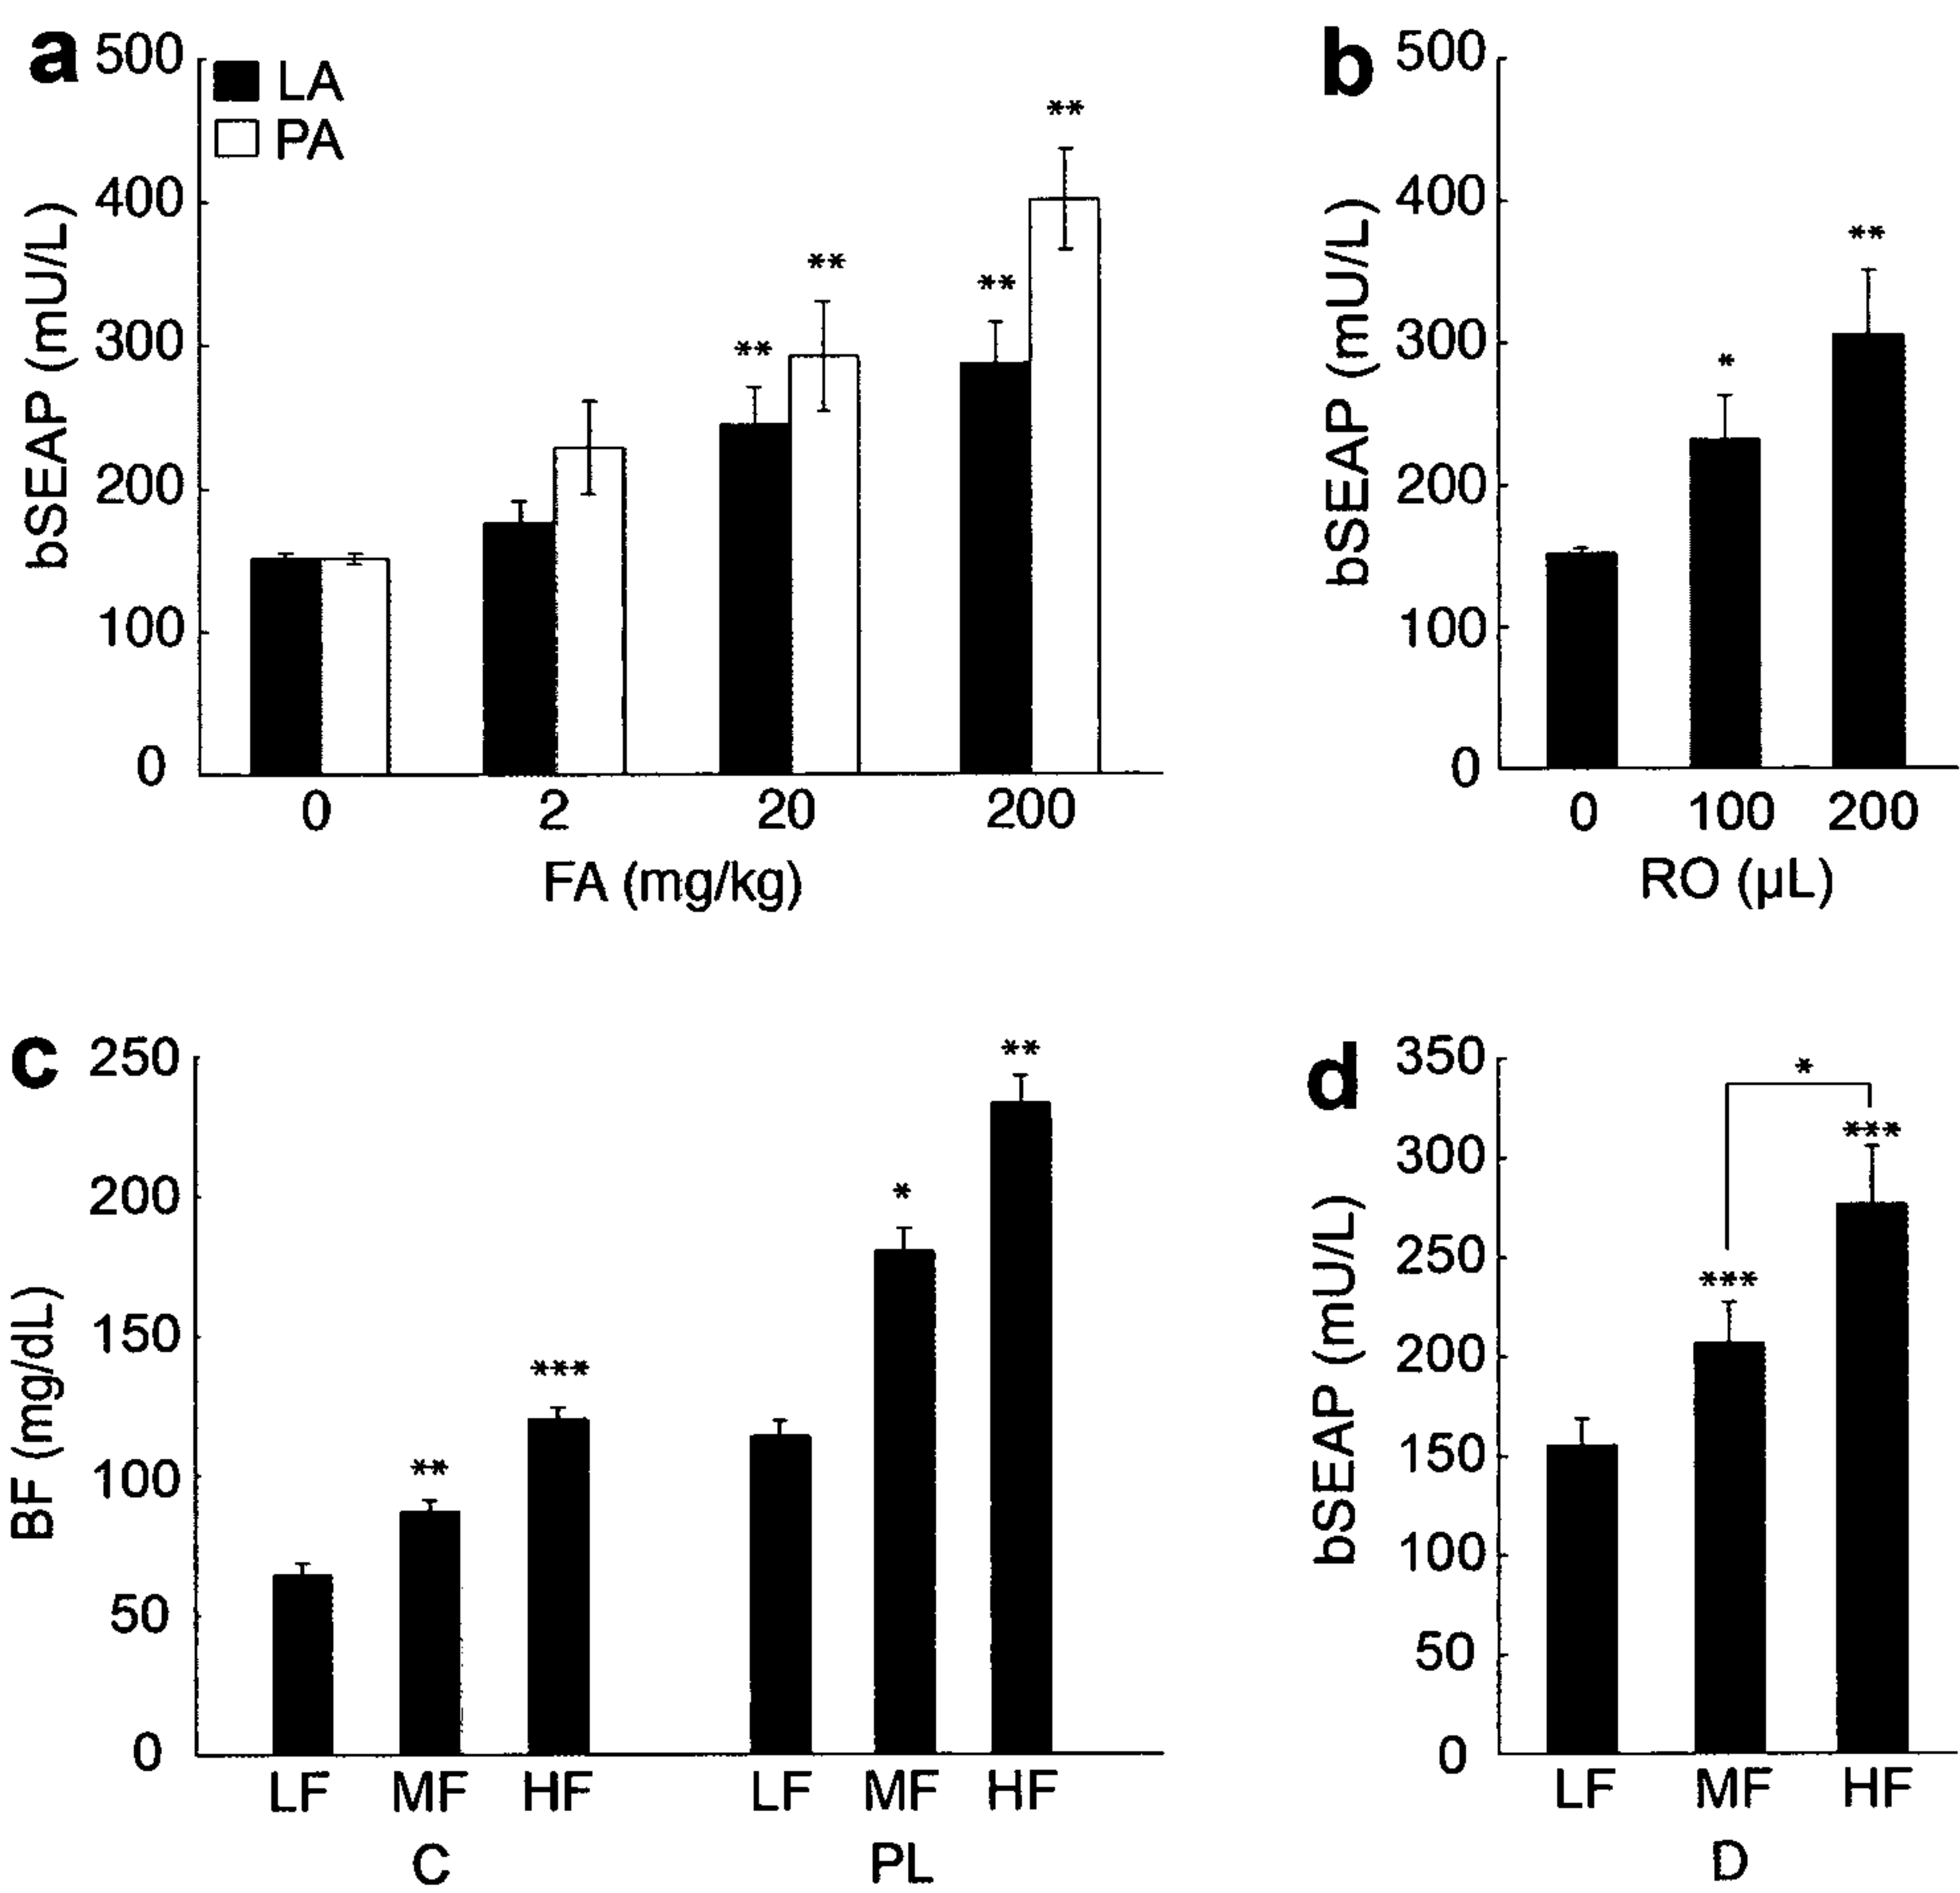 a
500
400
300
200
100
0
bSEAP (mU/L)
LA
PA
**
**
**
**
0 2 20 200
FA (mg/kg)
b
500
400
300
200
100
0
bSEAP (mU/L)
*
**
0 100 200
RO (µL)
c
250
200
150
100
50
0
BF (mg/dL)
**
***
*
**
LF MF HF LF MF HF
C PL
d
350
300
250
200
150
100
50
0
bSEAP (mU/L)
*
***
***
LF MF HF
D